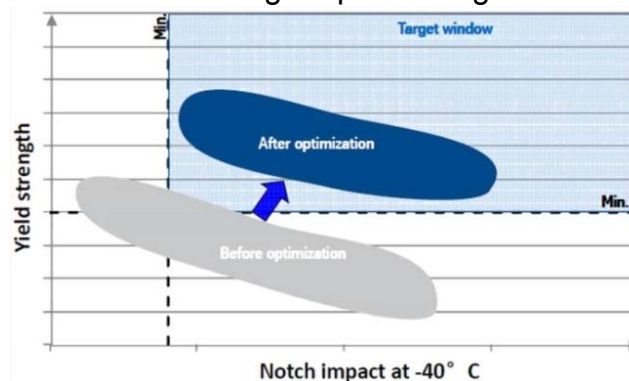 Min.
Target window
After optimization
Min.
Before optimization
Yield strength
Notch impact at -40° C